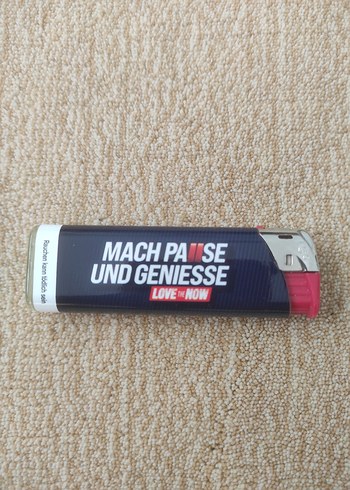 MACH PAUSE
UND GENIESSE
LOVE THE NOW
Rauchen kann tödlich sein